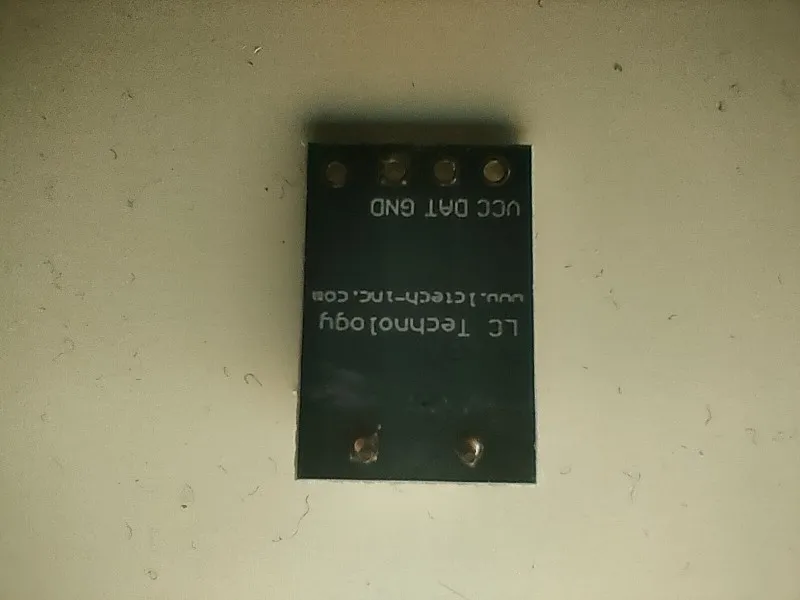 LC Technology
www.lctech-inc.com
VCC DAT GND